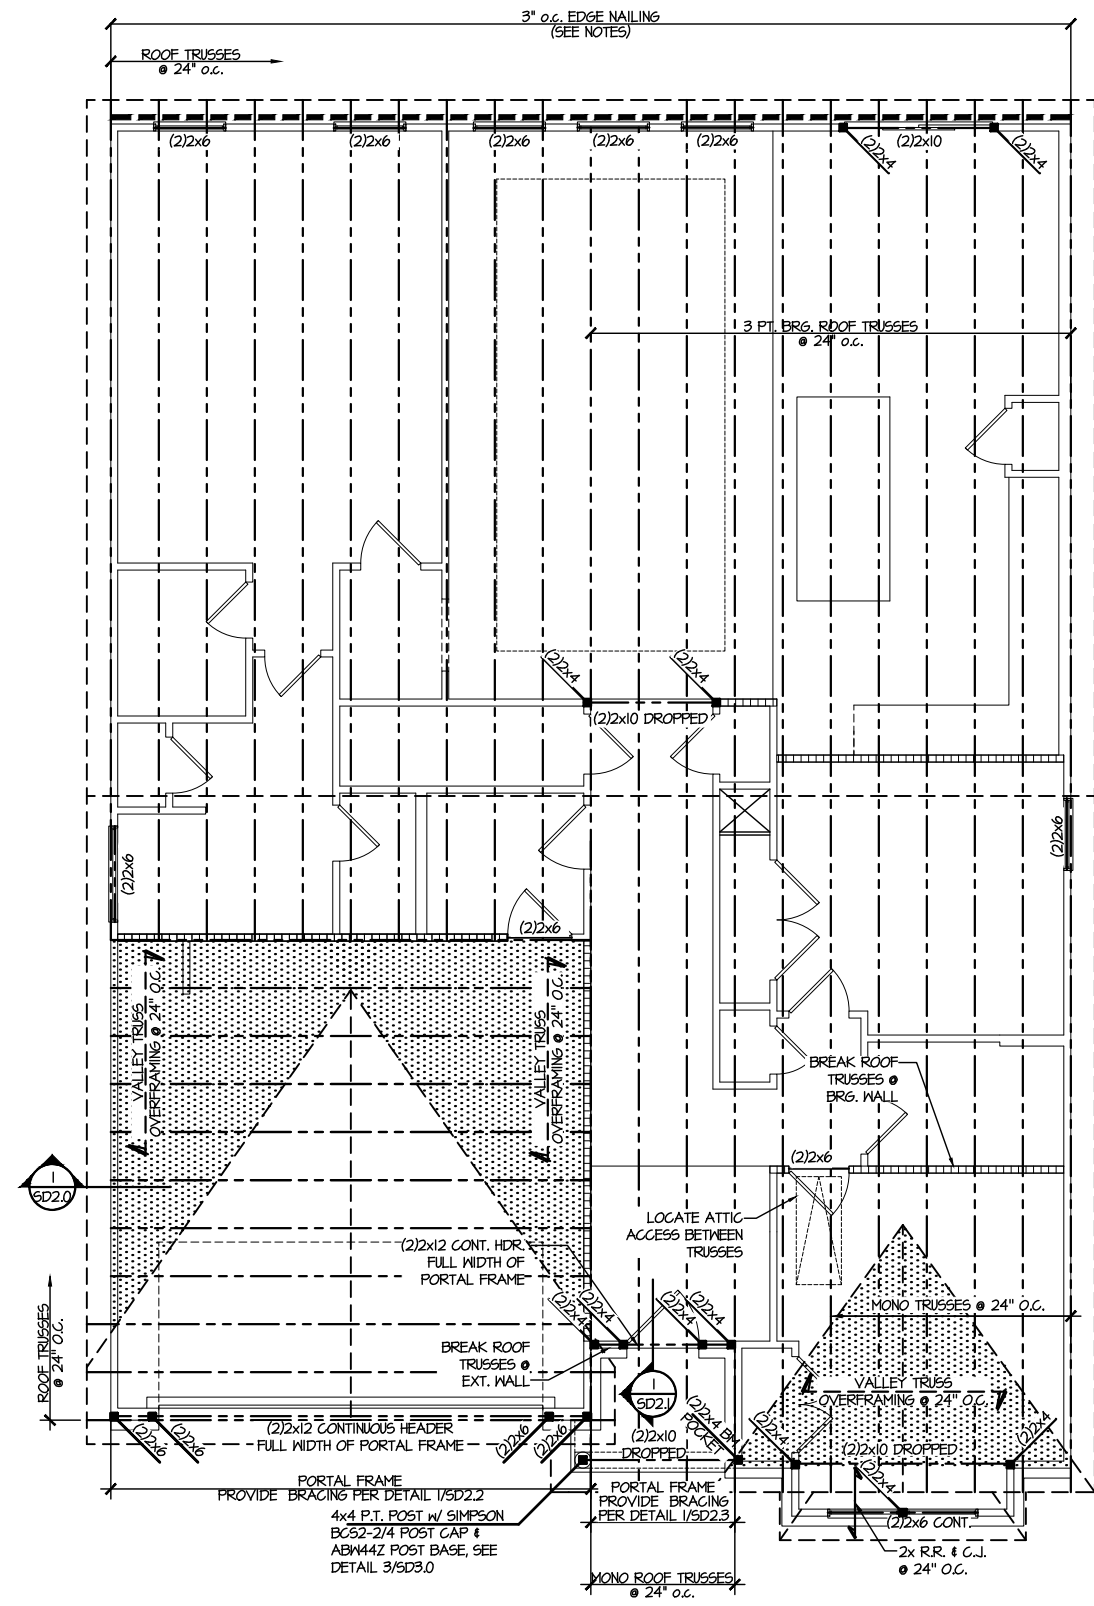 3" o.c. EDGE NAILING
(SEE NOTES)
ROOF TRUSSES
@ 24" o.c.
(2)2x6
(2)2x6
(2)2x6
(2)2x6
(2)2x6
(2)2x10
(2)2x4
(2)2x4
3 PT. BRG. ROOF TRUSSES
@ 24" o.c.
(2)2x4
(2)2x4
(2)2x10 DROPPED
(2)2x6
(2)2x6
(2)2x6
VALLEY TRUSS
OVERFRAMING @ 24" O.C.
VALLEY TRUSS
OVERFRAMING @ 24" O.C.
BREAK ROOF
TRUSSES @
BRG. WALL
(2)2x6
1
SD2.0
LOCATE ATTIC
ACCESS BETWEEN
TRUSSES
(2)2x12 CONT. HDR.
FULL WIDTH OF
PORTAL FRAME
(2)2x4
(2)2x4
(2)2x4
(2)2x4
MONO TRUSSES @ 24" O.C.
ROOF TRUSSES
@ 24" O.C.
BREAK ROOF
TRUSSES @
EXT. WALL
1
SD2.1
VALLEY TRUSS
OVERFRAMING @ 24" O.C.
(2)2x4 BM
POCKET
(2)2x6
(2)2x6
(2)2x12 CONTINUOUS HEADER
FULL WIDTH OF PORTAL FRAME
(2)2x6
(2)2x6
(2)2x10
DROPPED
(2)2x4
(2)2x10 DROPPED
(2)2x4
(2)2x4
PORTAL FRAME
PROVIDE BRACING PER DETAIL 1/SD2.2
PORTAL FRAME
PROVIDE BRACING
PER DETAIL 1/SD2.3
4x4 P.T. POST W/ SIMPSON
BCS2-2/4 POST CAP &
ABW44Z POST BASE, SEE
DETAIL 3/SD3.0
(2)2x6 CONT.
2x R.R. & C.J.
@ 24" O.C.
MONO ROOF TRUSSES
@ 24" o.c.